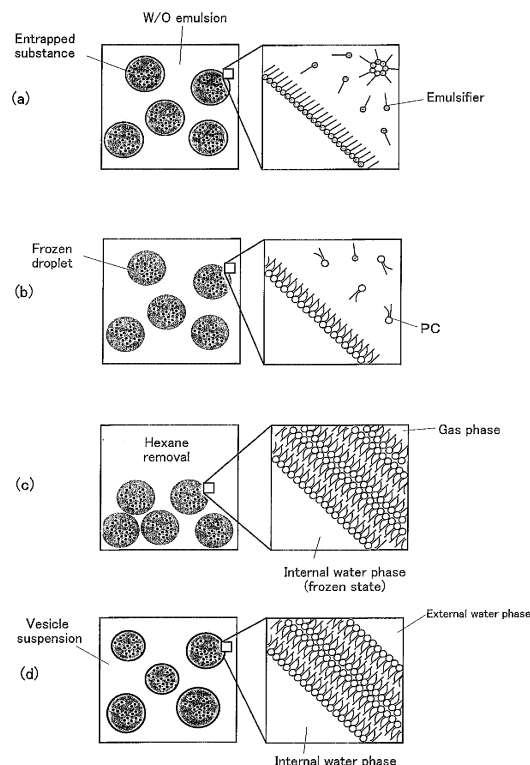 W/O emulsion
Entrapped
substance
(a)
Emulsifier
Frozen
droplet
(b)
PC
Hexane
removal
Gas phase
(c)
Internal water phase
(frozen state)
Vesicle
suspension
External water phase
(d)
Internal water phase